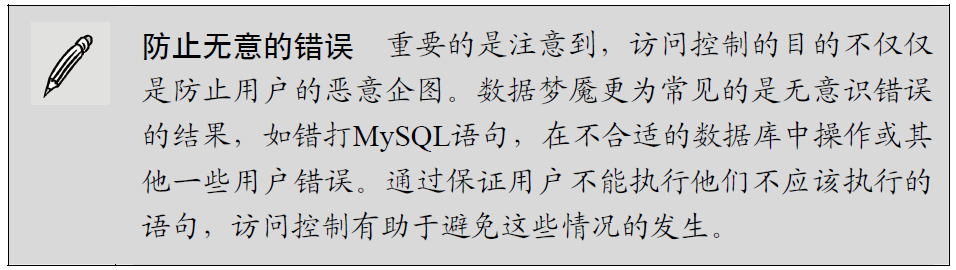 防止无意的错误 重要的是注意到，访问控制的目的不仅仅
是防止用户的恶意企图。数据梦魇更为常见的是无意识错误
的结果，如错打MySQL语句，在不合适的数据库中操作或其
他一些用户错误。通过保证用户不能执行他们不应该执行的
语句，访问控制有助于避免这些情况的发生。